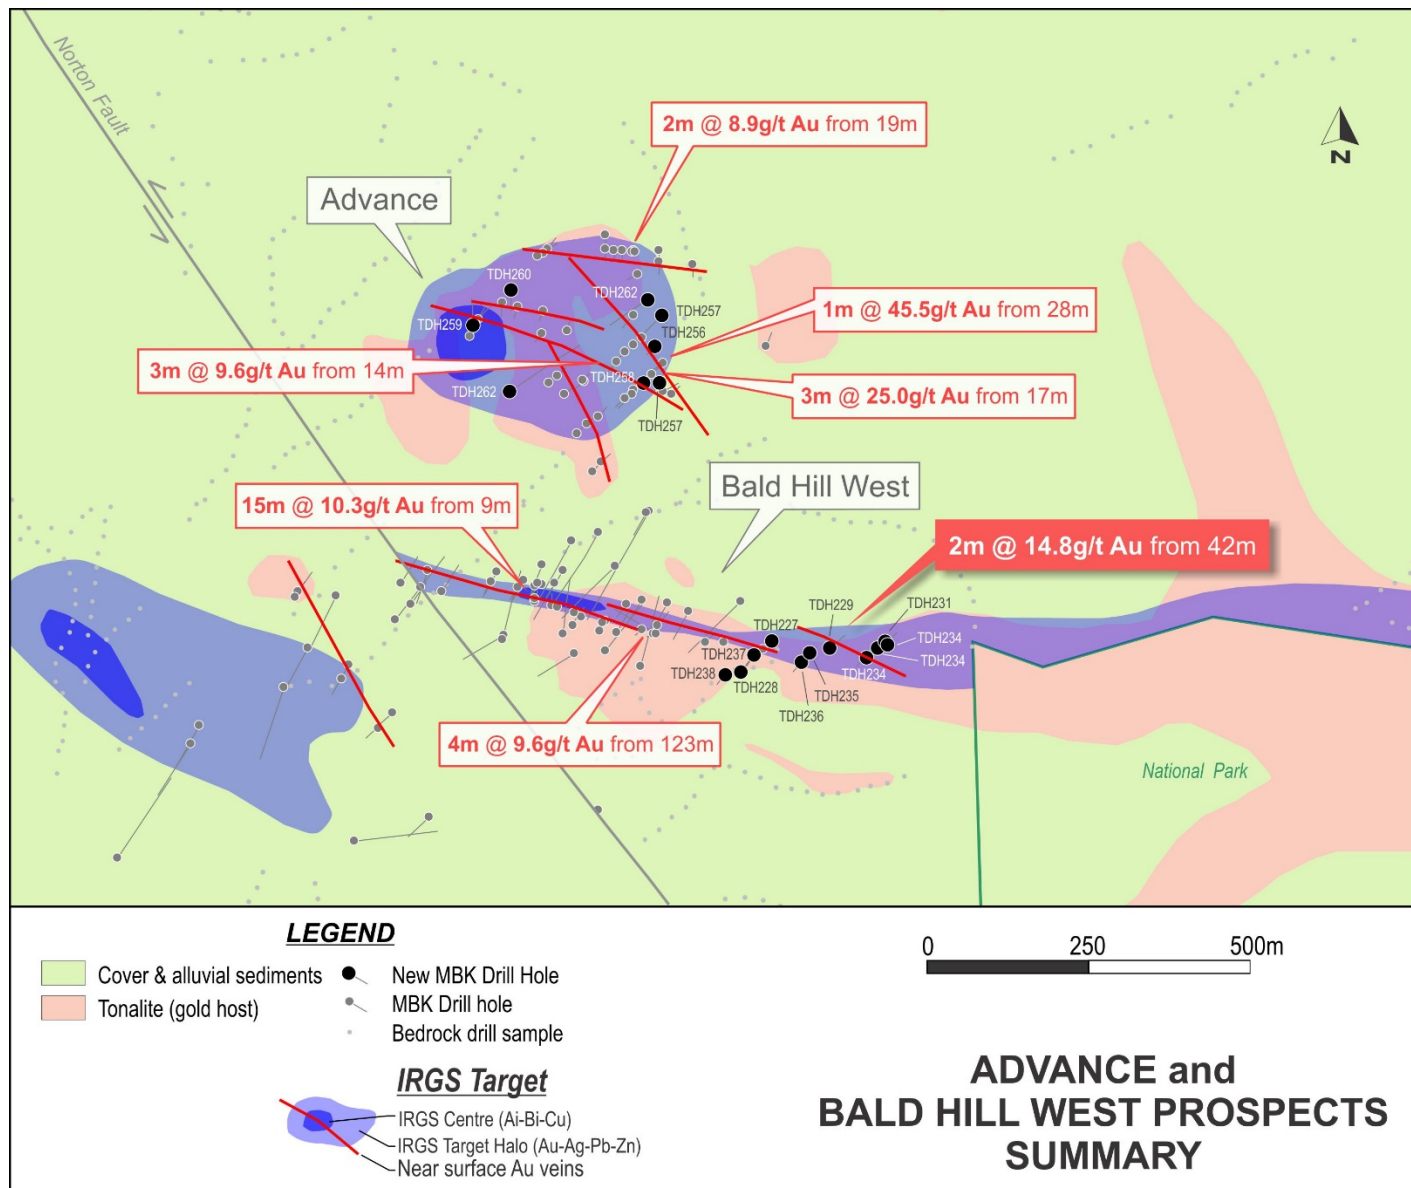 Norton Fault
2m @ 8.9g/t Au from 19m
N
Advance
TDH260
TDH262
TDH257
TDH259
TDH256
1m @ 45.5g/t Au from 28m
3m @ 9.6g/t Au from 14m
TDH258
TDH262
3m @ 25.0g/t Au from 17m
TDH257
Bald Hill West
15m @ 10.3g/t Au from 9m
2m @ 14.8g/t Au from 42m
TDH229
TDH231
TDH227
TDH234
TDH237
TDH234
TDH238
TDH234
TDH228
TDH235
TDH236
4m @ 9.6g/t Au from 123m
National Park
LEGEND
Cover & alluvial sediments
Tonalite (gold host)
New MBK Drill Hole
MBK Drill hole
Bedrock drill sample
IRGS Target
IRGS Centre (Ai-Bi-Cu)
IRGS Target Halo (Au-Ag-Pb-Zn)
Near surface Au veins
0 250 500m
ADVANCE and
BALD HILL WEST PROSPECTS
SUMMARY